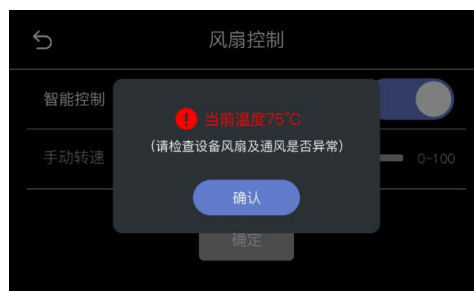 风扇控制
智能控制
当前温度75℃
(请检查设备风扇及通风是否异常)
手动转速
0~100
确认
确定